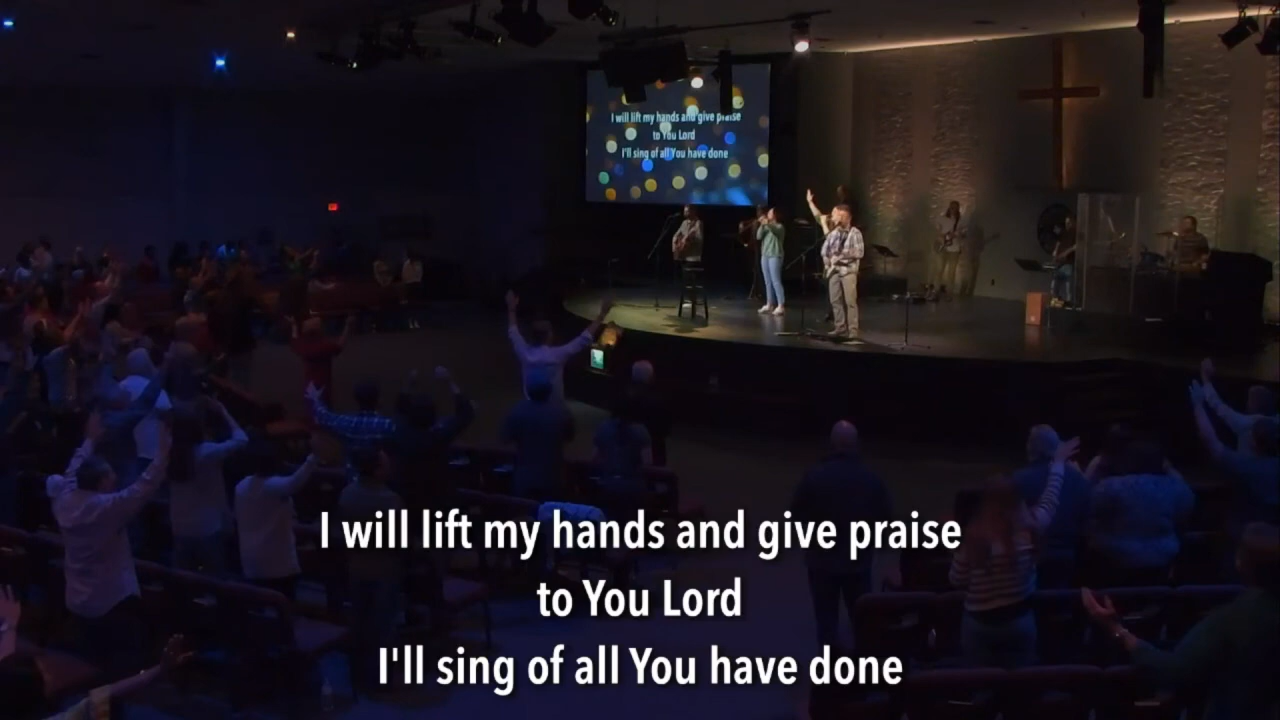 I will lift my hands and give praise
to You Lord
I'll sing of all You have done
I will lift my hands and give praise
to You Lord
I'll sing of all You have done